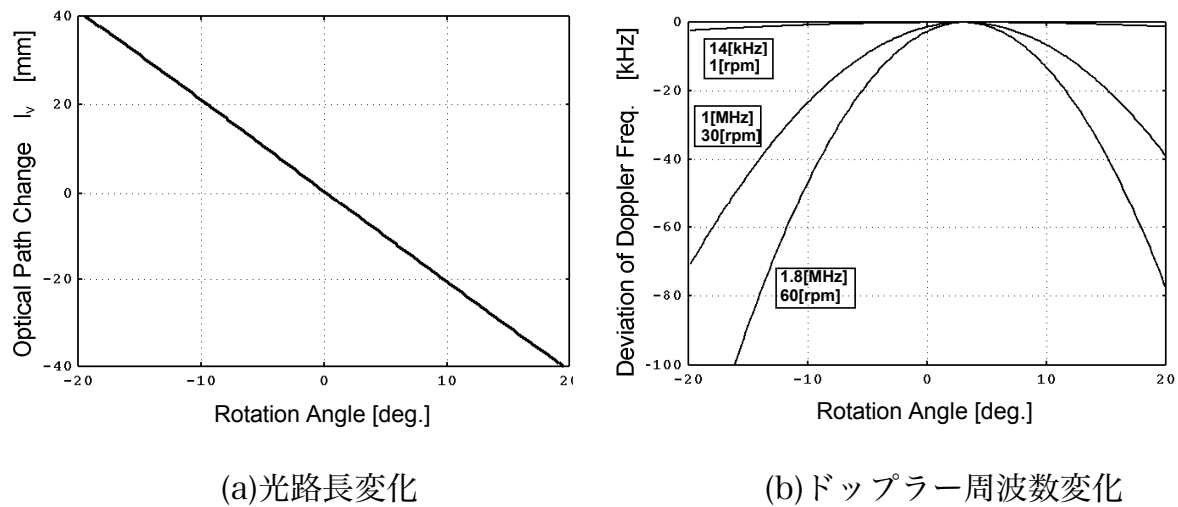 40
20
0
-20
-40
-20
-10
0
10
20
Optical Path Change l_v [mm]
Rotation Angle [deg.]
(a)光路長変化
0
-20
-40
-60
-80
-100
-20
-10
0
10
20
Deviation of Doppler Freq. [kHz]
14[kHz]
1[rpm]
1[MHz]
30[rpm]
1.8[MHz]
60[rpm]
Rotation Angle [deg.]
(b)ドップラー周波数変化